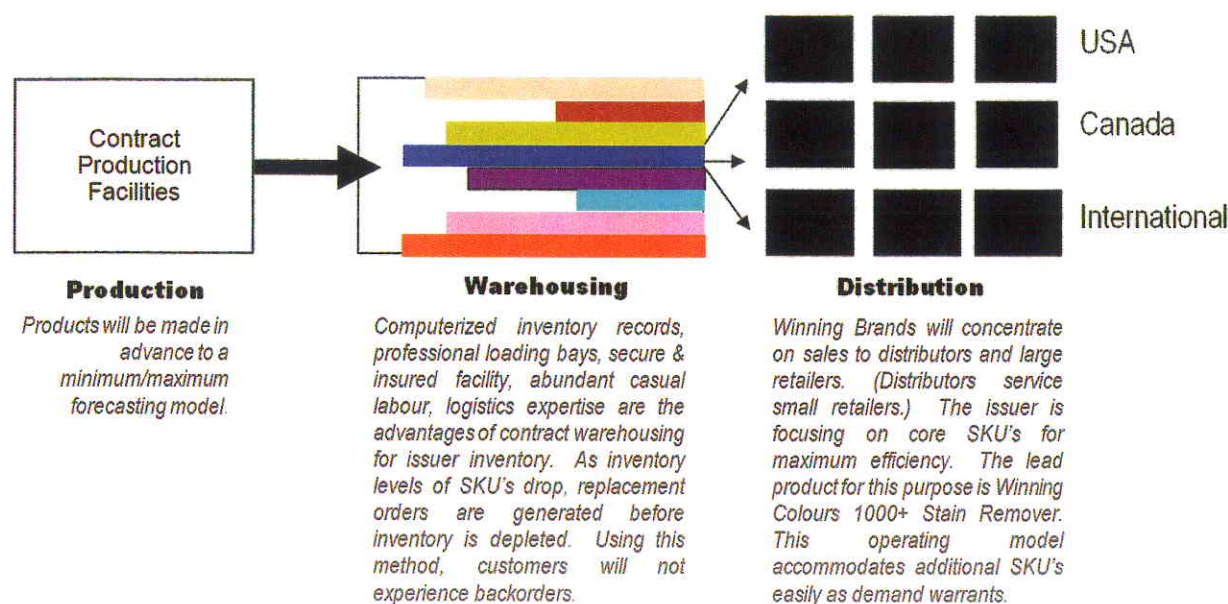 Contract
Production
Facilities
USA
Canada
International
Production
Products will be made in
advance to a
minimum/maximum
forecasting model.
Warehousing
Computerized inventory records,
professional loading bays, secure &
insured facility, abundant casual
labour, logistics expertise are the
advantages of contract warehousing
for issuer inventory. As inventory
levels of SKU's drop, replacement
orders are generated before
inventory is depleted. Using this
method, customers will not
experience backorders.
Distribution
Winning Brands will concentrate
on sales to distributors and large
retailers. (Distributors service
small retailers.) The issuer is
focusing on core SKU's for
maximum efficiency. The lead
product for this purpose is Winning
Colours 1000+ Stain Remover.
This operating model
accommodates additional SKU's
easily as demand warrants.